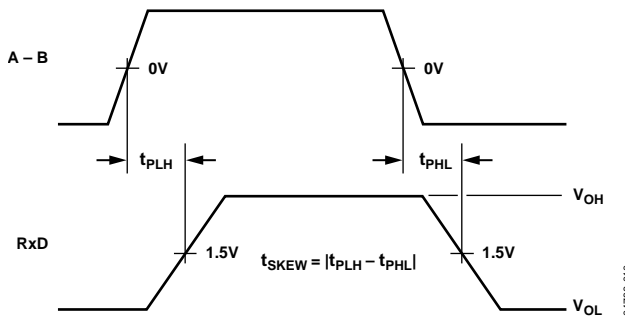 A – B
0V
0V
tPLH
tPHL
VOH
RxD
1.5V
tSKEW = |tPLH – tPHL|
1.5V
VOL